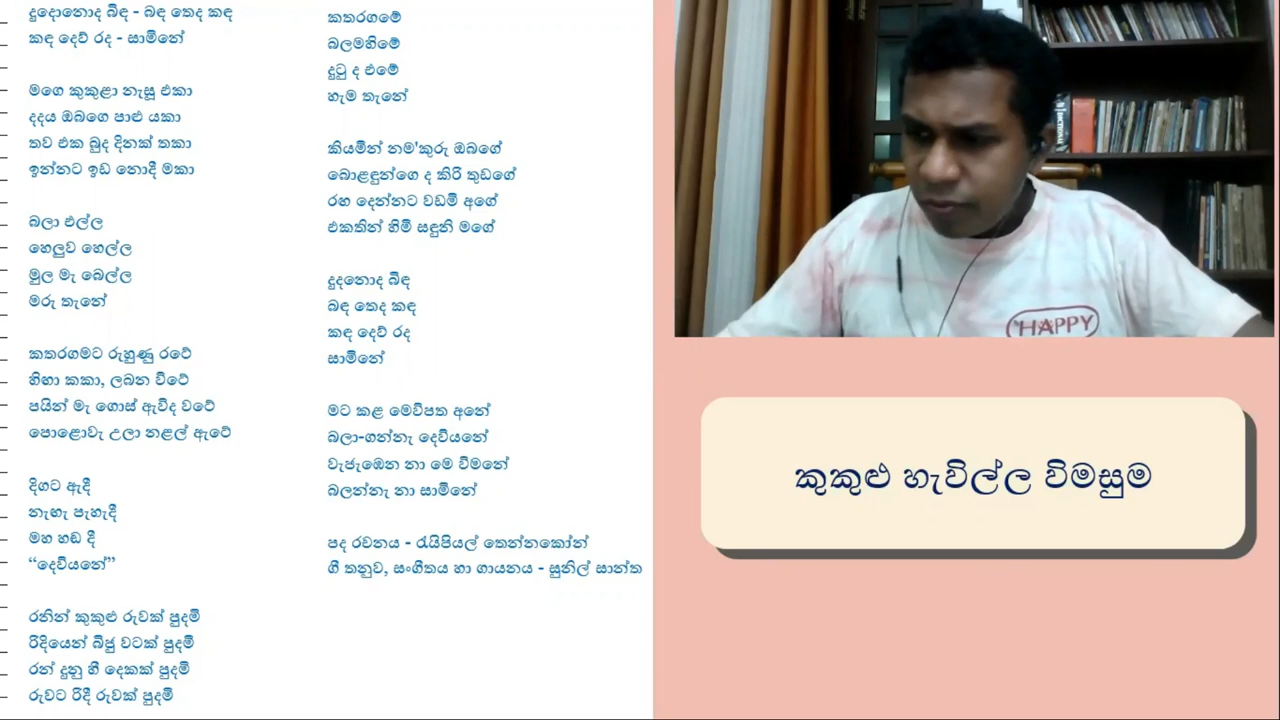 දුදොනොද බිඳ - බඳ තෙද කඳ
කඳ දෙව් රද - සාමිනේ
මගෙ කුකුළා නැසූ එකා
දදය ඔබගෙ පාළු යකා
තව එක බුද දිනක් තකා
ඉන්නට ඉඩ නොදී මකා
බලා එල්ල
හෙලුව හෙල්ල
මුල මැ බෙල්ල
මරු තැනේ
කතරගමට රුහුණු රටේ
හිඟා කකා, ලබන වීටේ
පයින් මැ ගොස් ඇවිද වටේ
පොළොවැ උලා නළල් ඇටේ
දිගට ඇදී
නැඟැ පැහැදී
මහ හඬ දී
“දෙවියනේ”
රනින් කුකුළු රුවක් පුදමි
රිදියෙන් බිජු වටක් පුදමි
රන් දුනු හී දෙකක් පුදමි
රුවට රිදී රුවක් පුදමි
කතරගමේ
බලමහිමේ
දුටු ද එමේ
හැම තැනේ
කියමින් නම'කුරු ඔබගේ
බොළඳුන්ගෙ ද කිරි තුඩගේ
රඟ දෙන්නට වඩමි අගේ
එකතින් හිමි සඳුනි මගේ
දුදනොද බිඳ
බඳ තෙද කඳ
කඳ දෙව් රද
සාමිනේ
මට කළ මෙවිපත අනේ
බලා-ගන්නැ දෙවියනේ
වැජැඹෙන නා මෙ විමනේ
බලන්නැ නා සාමිනේ
පද රචනය - රැයිපියල් තෙන්නකෝන්
ගී තනුව, සංගීතය හා ගායනය - සුනිල් සාන්ත
HAPPY
කුකුළු හැවිල්ල විමසුම